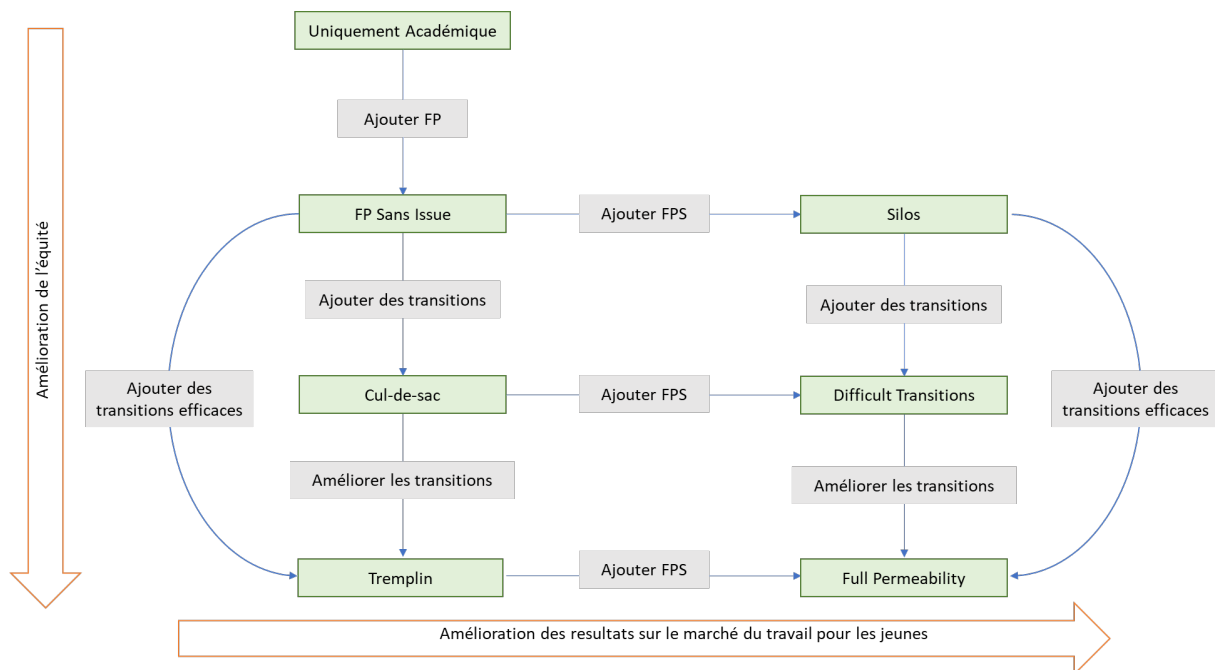 Uniquement Académique
Ajouter FP
FP Sans Issue
Ajouter FPS
Silos
Ajouter des transitions
Ajouter des transitions
Amélioration de l'équité
Ajouter des
transitions efficaces
Cul-de-sac
Ajouter FPS
Difficult Transitions
Ajouter des
transitions efficaces
Améliorer les transitions
Améliorer les transitions
Tremplin
Ajouter FPS
Full Permeability
Amélioration des resultats sur le marché du travail pour les jeunes